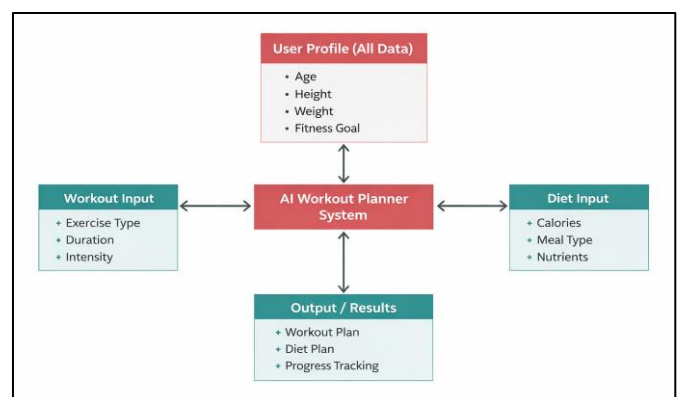 User Profile (All Data)
• Age
• Height
• Weight
• Fitness Goal
Workout Input
+ Exercise Type
+ Duration
+ Intensity
AI Workout Planner
System
Diet Input
+ Calories
+ Meal Type
+ Nutrients
Output / Results
+ Workout Plan
+ Diet Plan
+ Progress Tracking